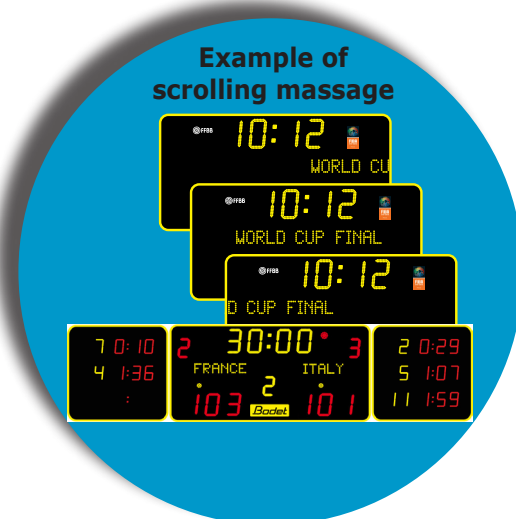 Example of
scrolling massage
FFBB 10:12
WORLD CU
FFBB 10:12
WORLD CUP FINAL
FFBB 10:12
D CUP FINAL
7 0:10 2 30:00 3 2 0:29
4 1:36 FRANCE ITALY 5 1:07
: 103 2 101 11 1:59
Bodet